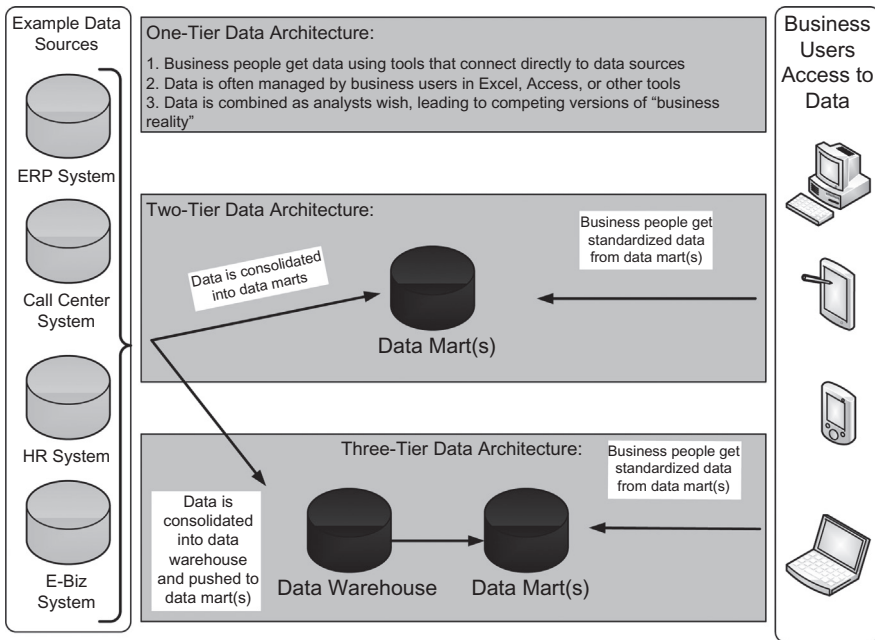 Example Data
Sources
ERP System
Call Center
System
HR System
E-Biz
System
One-Tier Data Architecture:
1. Business people get data using tools that connect directly to data sources
2. Data is often managed by business users in Excel, Access, or other tools
3. Data is combined as analysts wish, leading to competing versions of “business
reality”
Two-Tier Data Architecture:
Data is consolidated
into data marts
Data Mart(s)
Business people get
standardized data
from data mart(s)
Three-Tier Data Architecture:
Data is
consolidated
into data
warehouse
and pushed to
data mart(s)
Data Warehouse
Data Mart(s)
Business people get
standardized data
from data mart(s)
Business
Users
Access to
Data